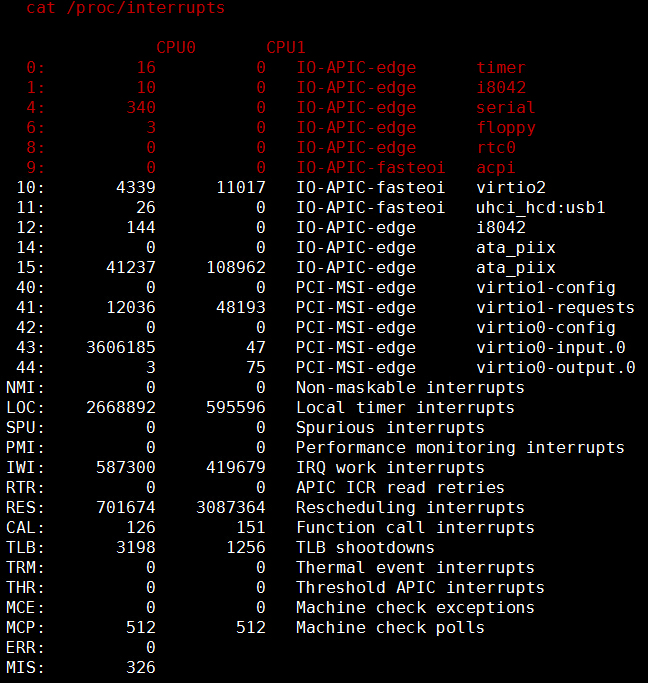 cat /proc/interrupts
CPU0 CPU1
0: 16 0 IO-APIC-edge timer
1: 10 0 IO-APIC-edge i8042
4: 340 0 IO-APIC-edge serial
6: 3 0 IO-APIC-edge floppy
8: 0 0 IO-APIC-edge rtc0
9: 0 0 IO-APIC-fasteoi acpi
10: 4339 11017 IO-APIC-fasteoi virtio2
11: 26 0 IO-APIC-fasteoi uhci_hcd:usb1
12: 144 0 IO-APIC-edge i8042
14: 0 0 IO-APIC-edge ata_piix
15: 41237 108962 IO-APIC-edge ata_piix
40: 0 0 PCI-MSI-edge virtio1-config
41: 12036 48193 PCI-MSI-edge virtio1-requests
42: 0 0 PCI-MSI-edge virtio0-config
43: 3606185 47 PCI-MSI-edge virtio0-input.0
44: 3 75 PCI-MSI-edge virtio0-output.0
NMI: 0 0 Non-maskable interrupts
LOC: 2668892 595596 Local timer interrupts
SPU: 0 0 Spurious interrupts
PMI: 0 0 Performance monitoring interrupts
IWI: 587300 419679 IRQ work interrupts
RTR: 0 0 APIC ICR read retries
RES: 701674 3087364 Rescheduling interrupts
CAL: 126 151 Function call interrupts
TLB: 3198 1256 TLB shootdowns
TRM: 0 0 Thermal event interrupts
THR: 0 0 Threshold APIC interrupts
MCE: 0 0 Machine check exceptions
MCP: 512 512 Machine check polls
ERR: 0
MIS: 326